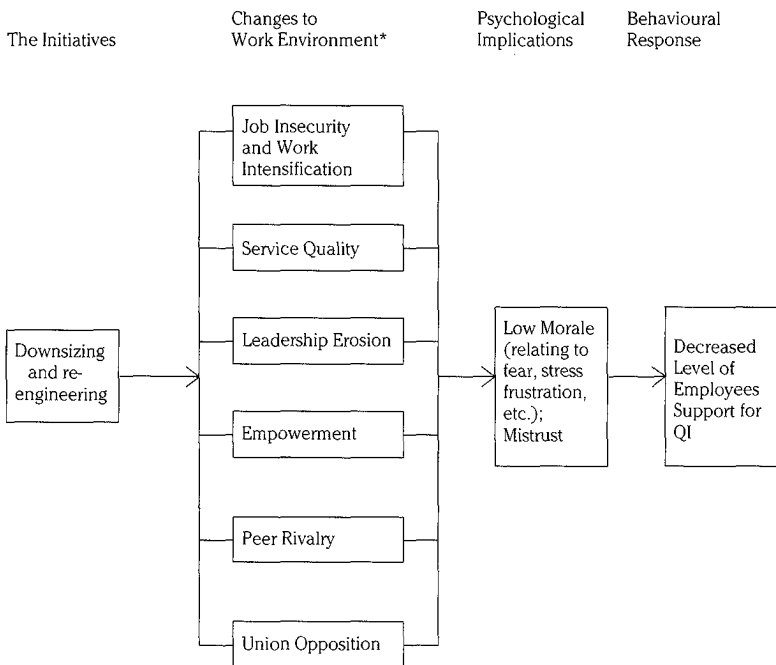 The Initiatives
Changes to
Work Environment*
Psychological
Implications
Behavioural
Response
Job Insecurity
and Work
Intensification
Service Quality
Leadership Erosion
Empowerment
Peer Rivalry
Union Opposition
Downsizing
and re-
engineering
Low Morale
(relating to
fear, stress
frustration,
etc.);
Mistrust
Decreased
Level of
Employees
Support for
QI